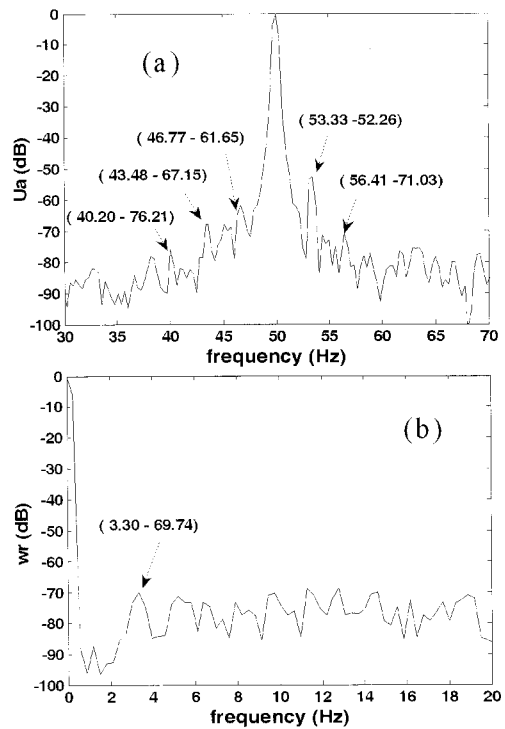 0
-10
-20
-30
-40
-50
-60
-70
-80
-90
-100
Ua (dB)
(a)
( 53.33 -52.26)
( 46.77 - 61.65)
( 43.48 - 67.15)
( 56.41 -71.03)
( 40.20 - 76.21)
30 35 40 45 50 55 60 65 70
frequency (Hz)
0
-10
-20
-30
-40
-50
-60
-70
-80
-90
-100
wr (dB)
(b)
( 3.30 - 69.74)
0 2 4 6 8 10 12 14 16 18 20
frequency (Hz)